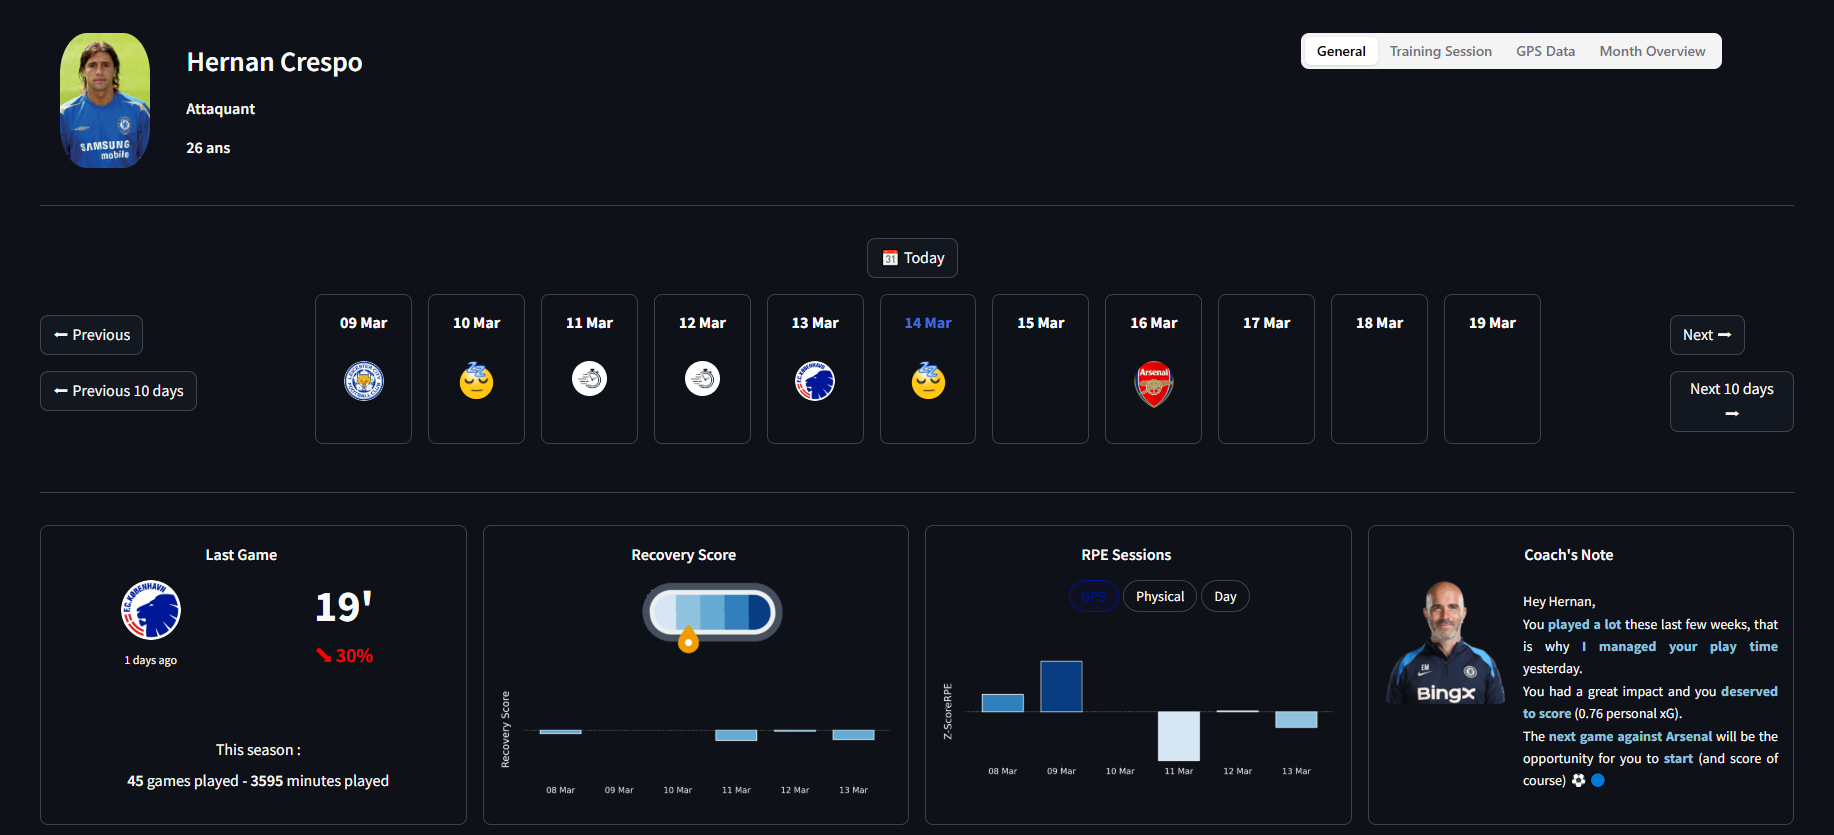 Hernan Crespo
Attaquant
26 ans
SAMSUNG
mobile
General Training Session GPS Data Month Overview
31 Today
⬅ Previous
⬅ Previous 10 days
09 Mar
10 Mar
11 Mar
12 Mar
13 Mar
14 Mar
15 Mar
16 Mar
Arsenal
17 Mar
18 Mar
19 Mar
Next ➡
Next 10 days
➡
Last Game
F.C. KØBENHAVN
1 days ago
19'
30%
This season :
45 games played - 3595 minutes played
Recovery Score
Recovery Score
08 Mar 09 Mar 10 Mar 11 Mar 12 Mar 13 Mar
RPE Sessions
GPS Physical Day
Z-ScoreRPE
08 Mar 09 Mar 10 Mar 11 Mar 12 Mar 13 Mar
Coach's Note
EM
BingX
Hey Hernan,
You played a lot these last few weeks, that
is why I managed your play time
yesterday.
You had a great impact and you deserved
to score (0.76 personal xG).
The next game against Arsenal will be the
opportunity for you to start (and score of
course) ⚽ 🔵